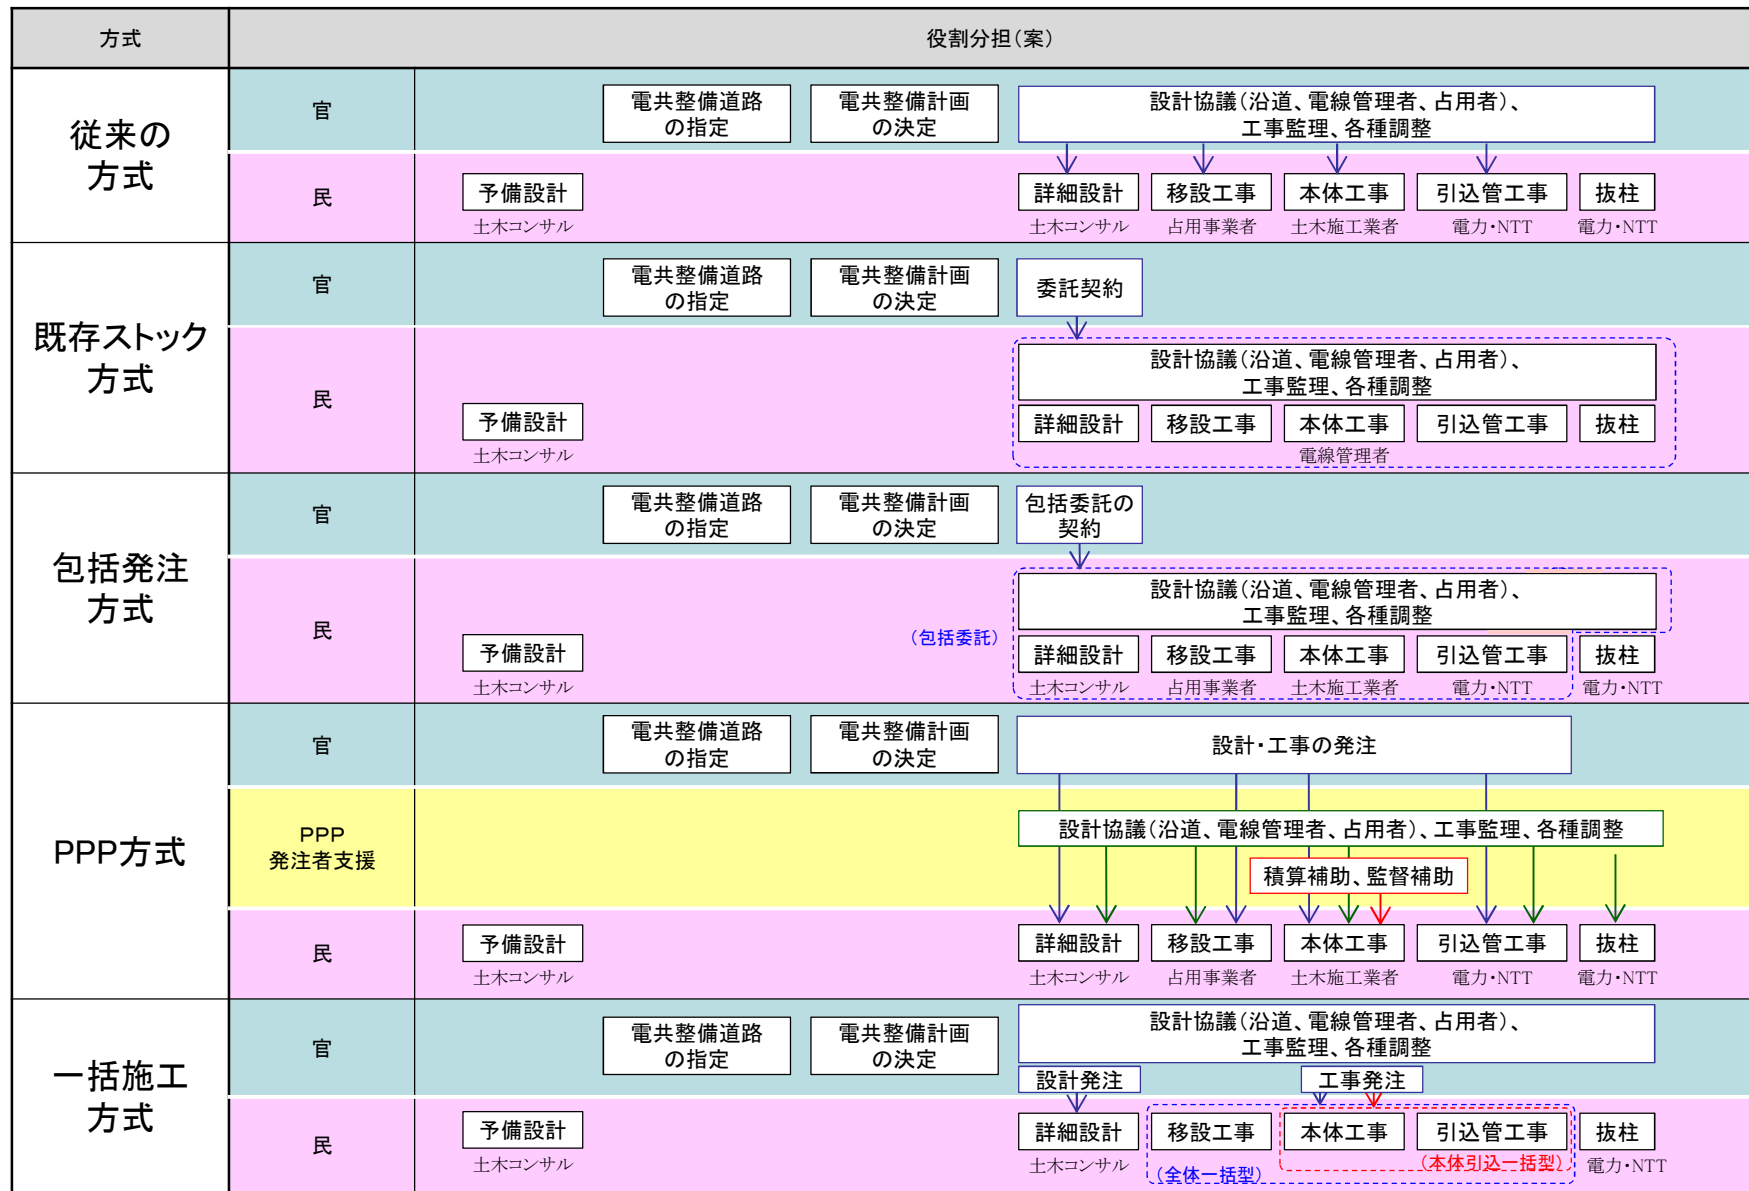 方式
役割分担(案)
従来の
方式
官
電共整備道路
の指定
電共整備計画
の決定
設計協議(沿道、電線管理者、占用者)、
工事監理、各種調整
民
予備設計
土木コンサル
詳細設計
土木コンサル
移設工事
占用事業者
本体工事
土木施工業者
引込管工事
電力・NTT
抜柱
電力・NTT
既存ストック
方式
官
電共整備道路
の指定
電共整備計画
の決定
委託契約
民
設計協議(沿道、電線管理者、占用者)、
工事監理、各種調整
予備設計
土木コンサル
詳細設計
移設工事
本体工事
引込管工事
抜柱
電線管理者
包括発注
方式
官
電共整備道路
の指定
電共整備計画
の決定
包括委託の
契約
民
設計協議(沿道、電線管理者、占用者)、
工事監理、各種調整
(包括委託)
予備設計
土木コンサル
詳細設計
土木コンサル
移設工事
占用事業者
本体工事
土木施工業者
引込管工事
電力・NTT
抜柱
電力・NTT
PPP方式
官
電共整備道路
の指定
電共整備計画
の決定
設計・工事の発注
PPP
発注者支援
設計協議(沿道、電線管理者、占用者)、工事監理、各種調整
積算補助、監督補助
民
予備設計
土木コンサル
詳細設計
土木コンサル
移設工事
占用事業者
本体工事
土木施工業者
引込管工事
電力・NTT
抜柱
電力・NTT
一括施工
方式
官
電共整備道路
の指定
電共整備計画
の決定
設計協議(沿道、電線管理者、占用者)、
工事監理、各種調整
設計発注
工事発注
民
予備設計
土木コンサル
詳細設計
土木コンサル
移設工事
本体工事
引込管工事
抜柱
電力・NTT
(本体引込一括型)
(全体一括型)